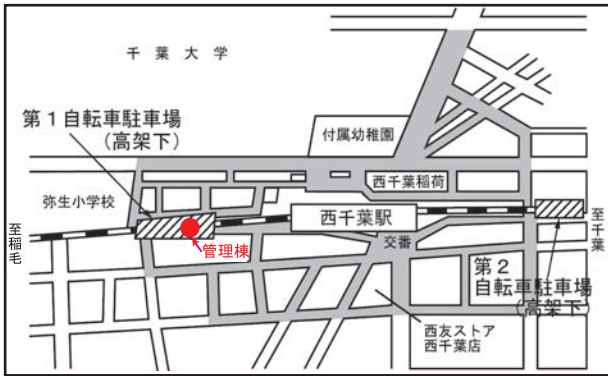 千葉大学
第1自転車駐車場
(高架下)
付属幼稚園
西千葉稲荷
弥生小学校
西千葉駅
至稲毛
至千葉
管理棟
交番
第2
自転車駐車場
(高架下)
西友ストア
西千葉店